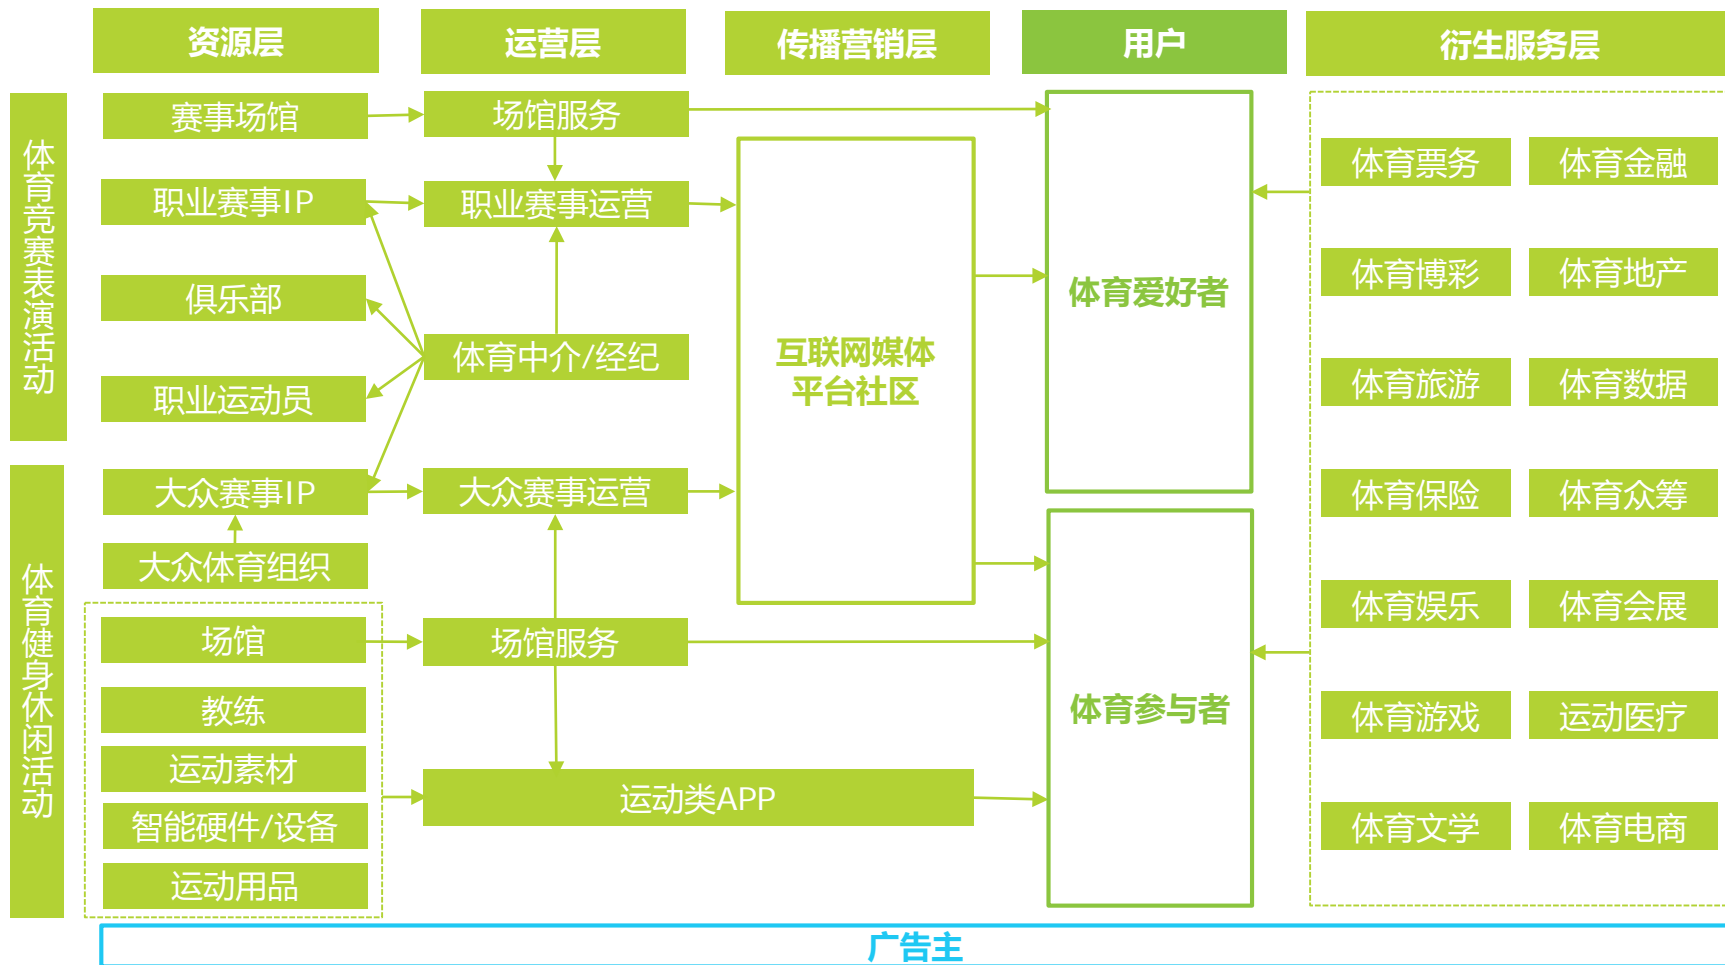 资源层
运营层
传播营销层
用户
衍生服务层
体育竞赛表演活动
赛事场馆
场馆服务
职业赛事IP
职业赛事运营
俱乐部
体育中介/经纪
职业运动员
互联网媒体
平台社区
体育爱好者
体育健身休闲活动
大众赛事IP
大众赛事运营
大众体育组织
场馆
场馆服务
教练
运动素材
运动类APP
智能硬件/设备
运动用品
体育参与者
体育票务
体育金融
体育博彩
体育地产
体育旅游
体育数据
体育保险
体育众筹
体育娱乐
体育会展
体育游戏
运动医疗
体育文学
体育电商
广告主